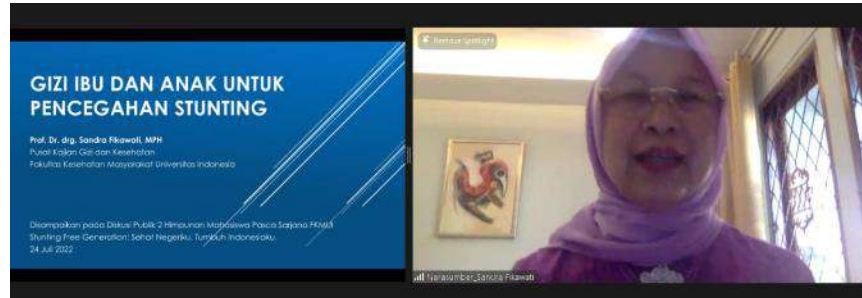 GIZI IBU DAN ANAK UNTUK
PENCEGAHAN STUNTING
Prof. Dr. drg. Sandra Fikawati, MPH
Pusat Kajian Gizi dan Kesehatan
Fakultas Kesehatan Masyarakat Universitas Indonesia
Disampaikan pada Diskusi Publik 2 Himpunan Mahasiswa Pasca Sarjana FKMUI
Stunting Free Generation: Sehat Negeriku, Tumbuh Indonesiaku
24 Juli 2022
Remove Spotlight
Narasumber_Sandra Fikawati